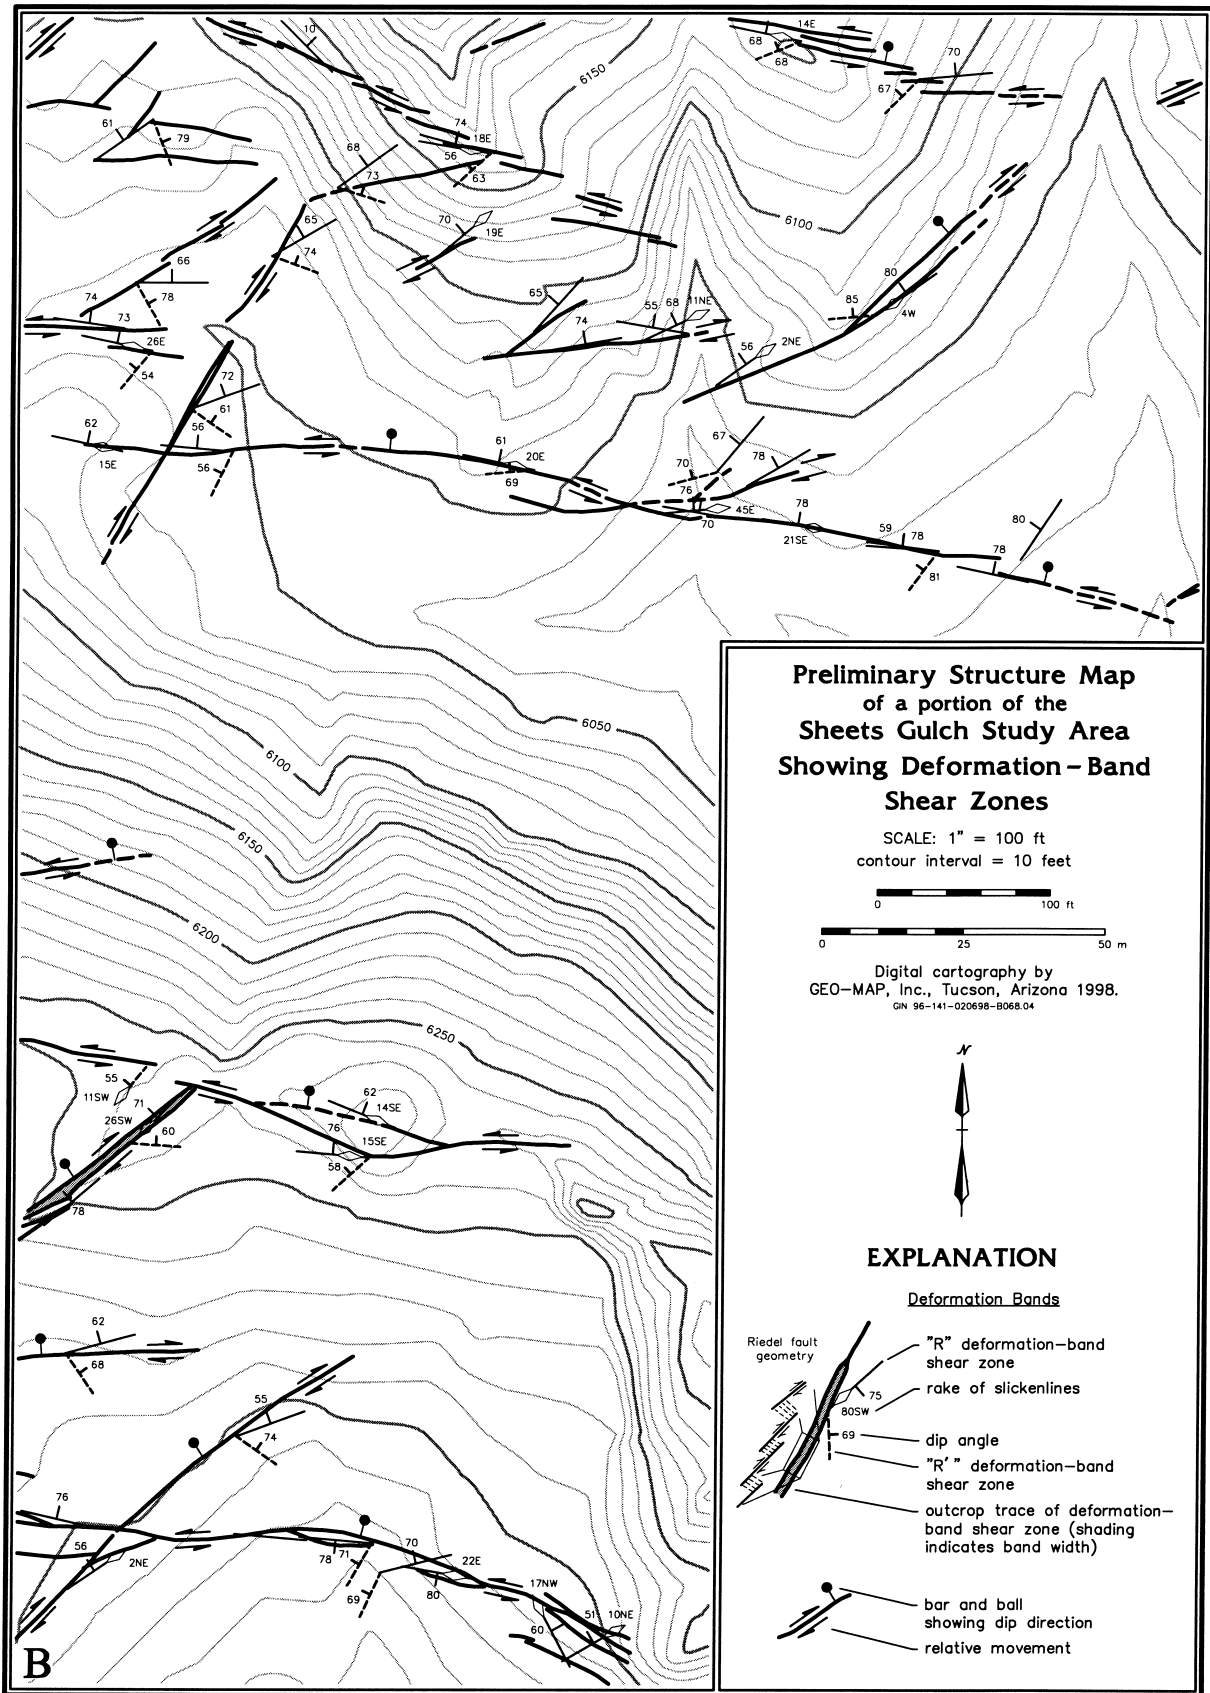 10
14E
68
68
70
67
6150
61
79
74
18E
56
63
68
73
6100
65
74
70
19E
66
78
74
73
26E
54
65
74
55
68
11NE
80
85
4W
56
2NE
72
61
62
15E
56
56
61
20E
69
67
70
78
76
45E
70
78
21SE
59
78
81
80
78
6050
6100
6150
6200
6250
55
11SW
71
26SW
60
78
62
14SE
76
15SE
58
62
68
55
74
76
56
2NE
78
71
69
70
22E
80
17NW
51
10NE
60
B
Preliminary Structure Map
of a portion of the
Sheets Gulch Study Area
Showing Deformation–Band
Shear Zones
SCALE: 1" = 100 ft
contour interval = 10 feet
0 100 ft
0 25 50 m
Digital cartography by
GEO–MAP, Inc., Tucson, Arizona 1998.
GIN 96–141–020698–B068.04
N
EXPLANATION
Deformation Bands
Riedel fault
geometry
"R" deformation–band
shear zone
75
rake of slickenlines
80SW
69
dip angle
"R'" deformation–band
shear zone
outcrop trace of deformation–
band shear zone (shading
indicates band width)
bar and ball
showing dip direction
relative movement